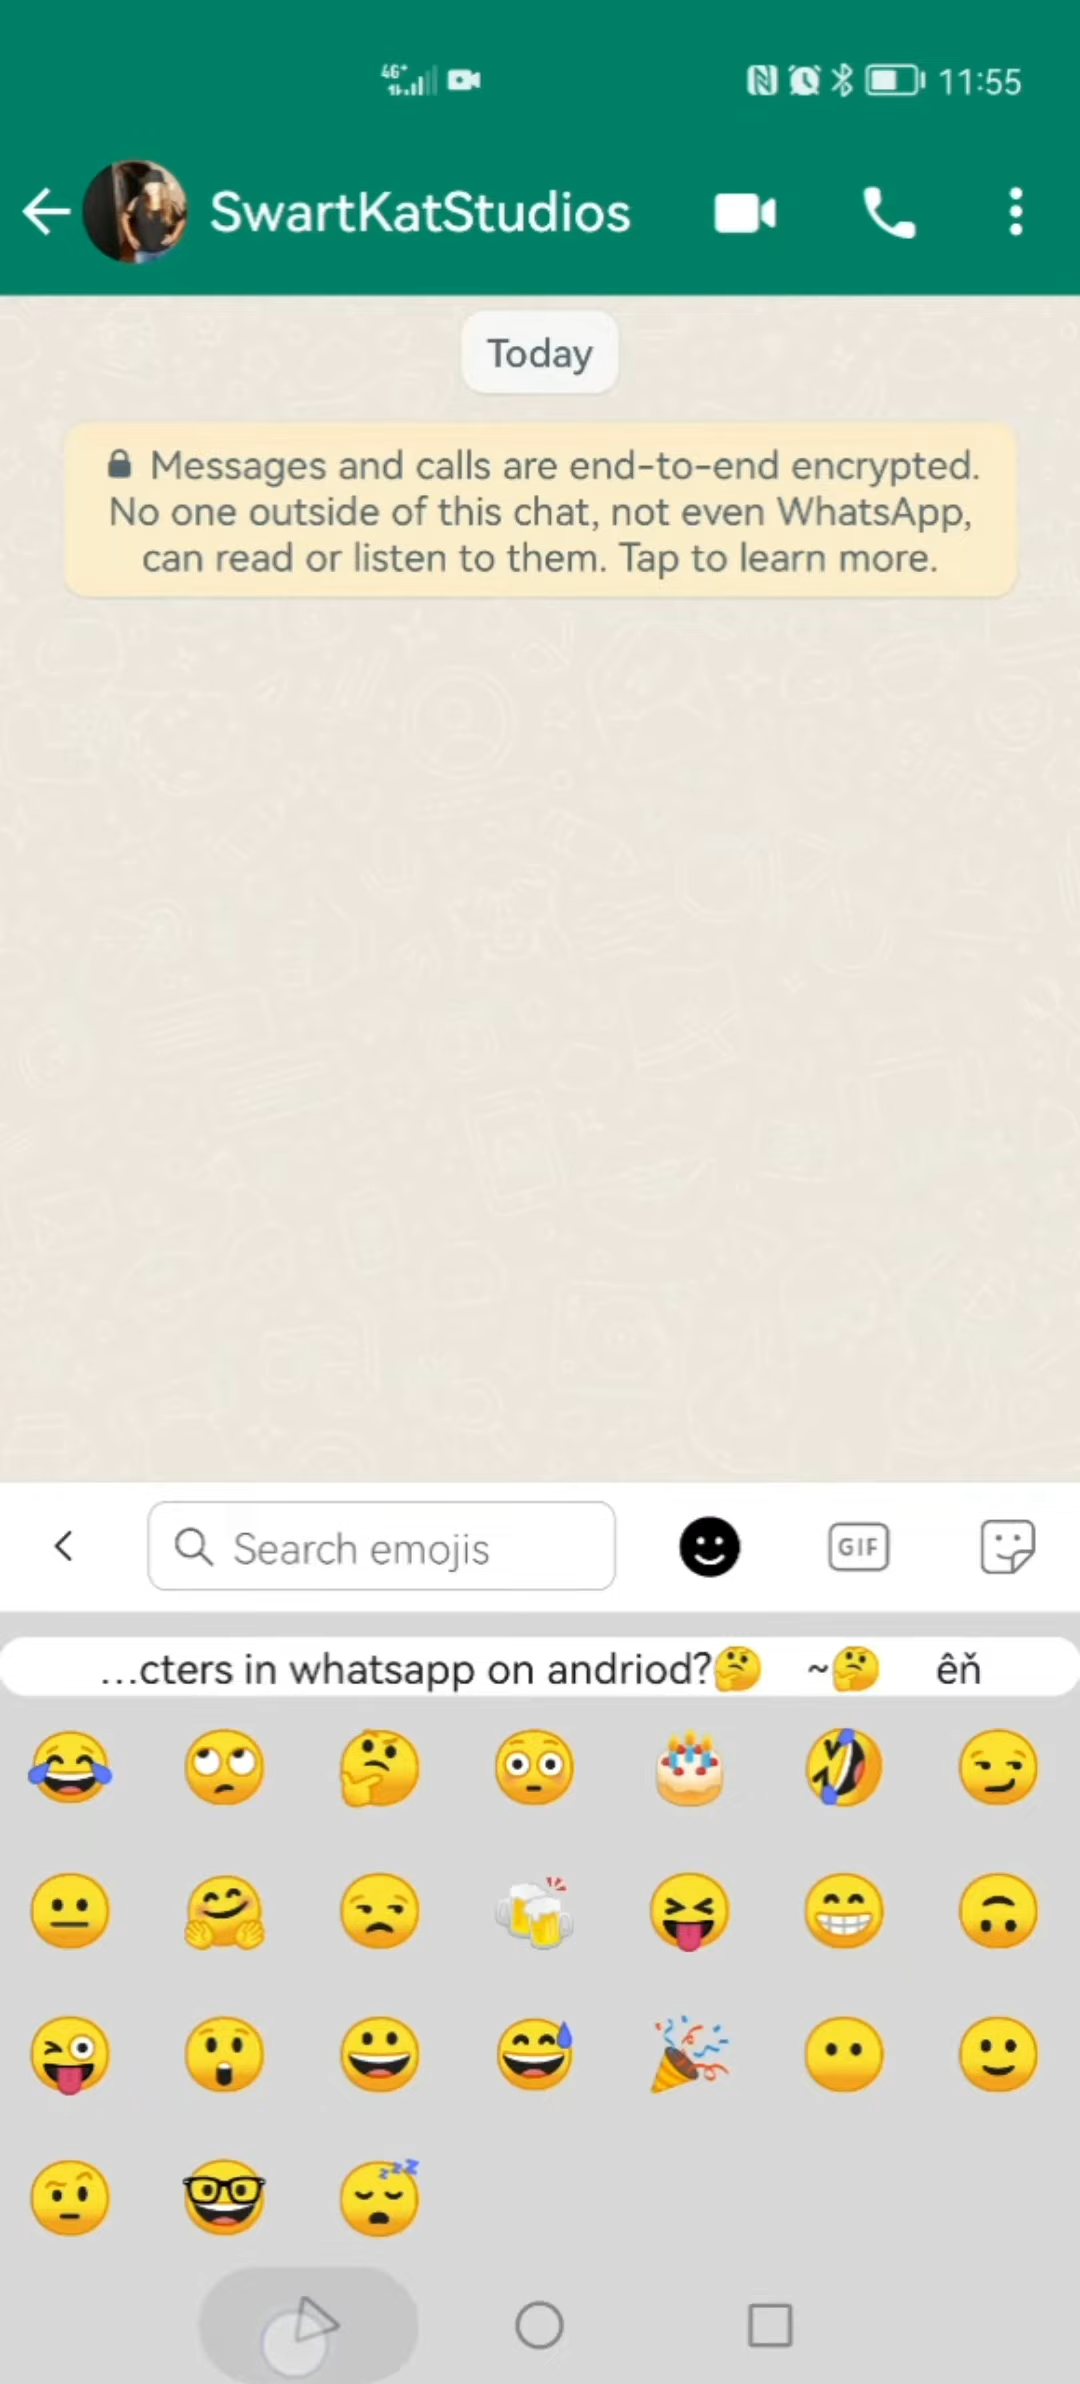 4G+ 11:55
SwartKatStudios
Today
Messages and calls are end-to-end encrypted.
No one outside of this chat, not even WhatsApp,
can read or listen to them. Tap to learn more.
Search emojis
GIF
...cters in whatsapp on andriod?🤔 ~🤔 êň